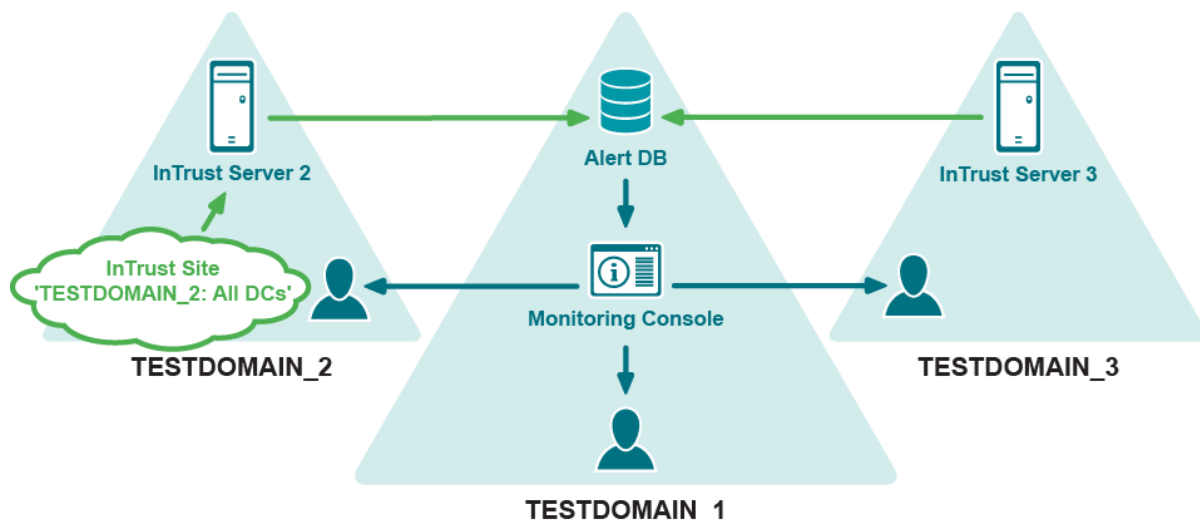 Alert DB
InTrust Server 2
InTrust Server 3
InTrust Site
'TESTDOMAIN_2: All DCs'
Monitoring Console
TESTDOMAIN_2
TESTDOMAIN_3
TESTDOMAIN_1